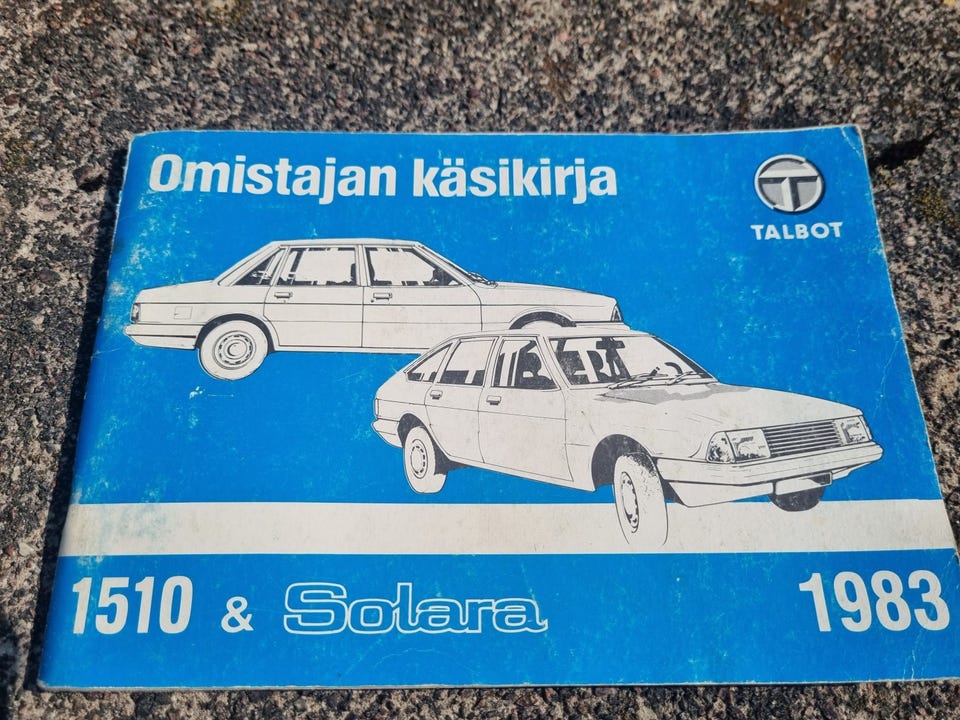 Omistajan käsikirja
TALBOT
1510 & Solara
1983